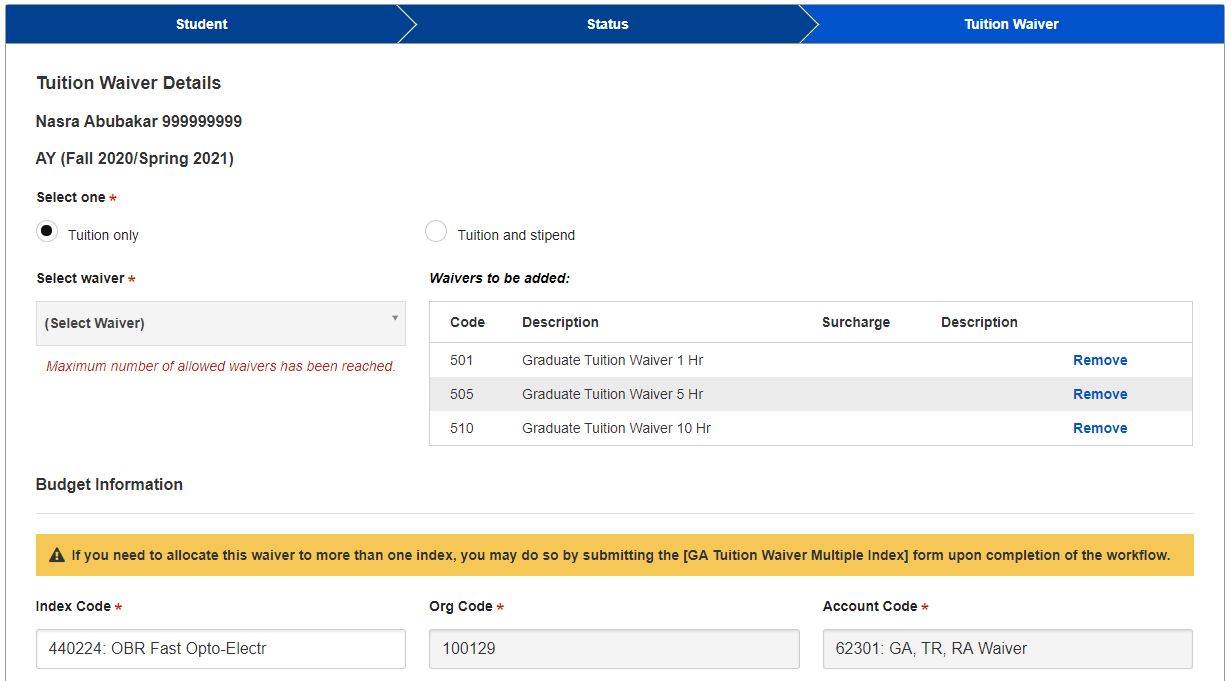 Student Status Tuition Waiver
Tuition Waiver Details
Nasra Abubakar 999999999
AY (Fall 2020/Spring 2021)
Select one *
Tuition only Tuition and stipend
Select waiver * Waivers to be added:
(Select Waiver)
Maximum number of allowed waivers has been reached.
Code Description Surcharge Description
501 Graduate Tuition Waiver 1 Hr Remove
505 Graduate Tuition Waiver 5 Hr Remove
510 Graduate Tuition Waiver 10 Hr Remove
Budget Information
If you need to allocate this waiver to more than one index, you may do so by submitting the [GA Tuition Waiver Multiple Index] form upon completion of the workflow.
Index Code * Org Code * Account Code *
440224: OBR Fast Opto-Electr 100129 62301: GA, TR, RA Waiver